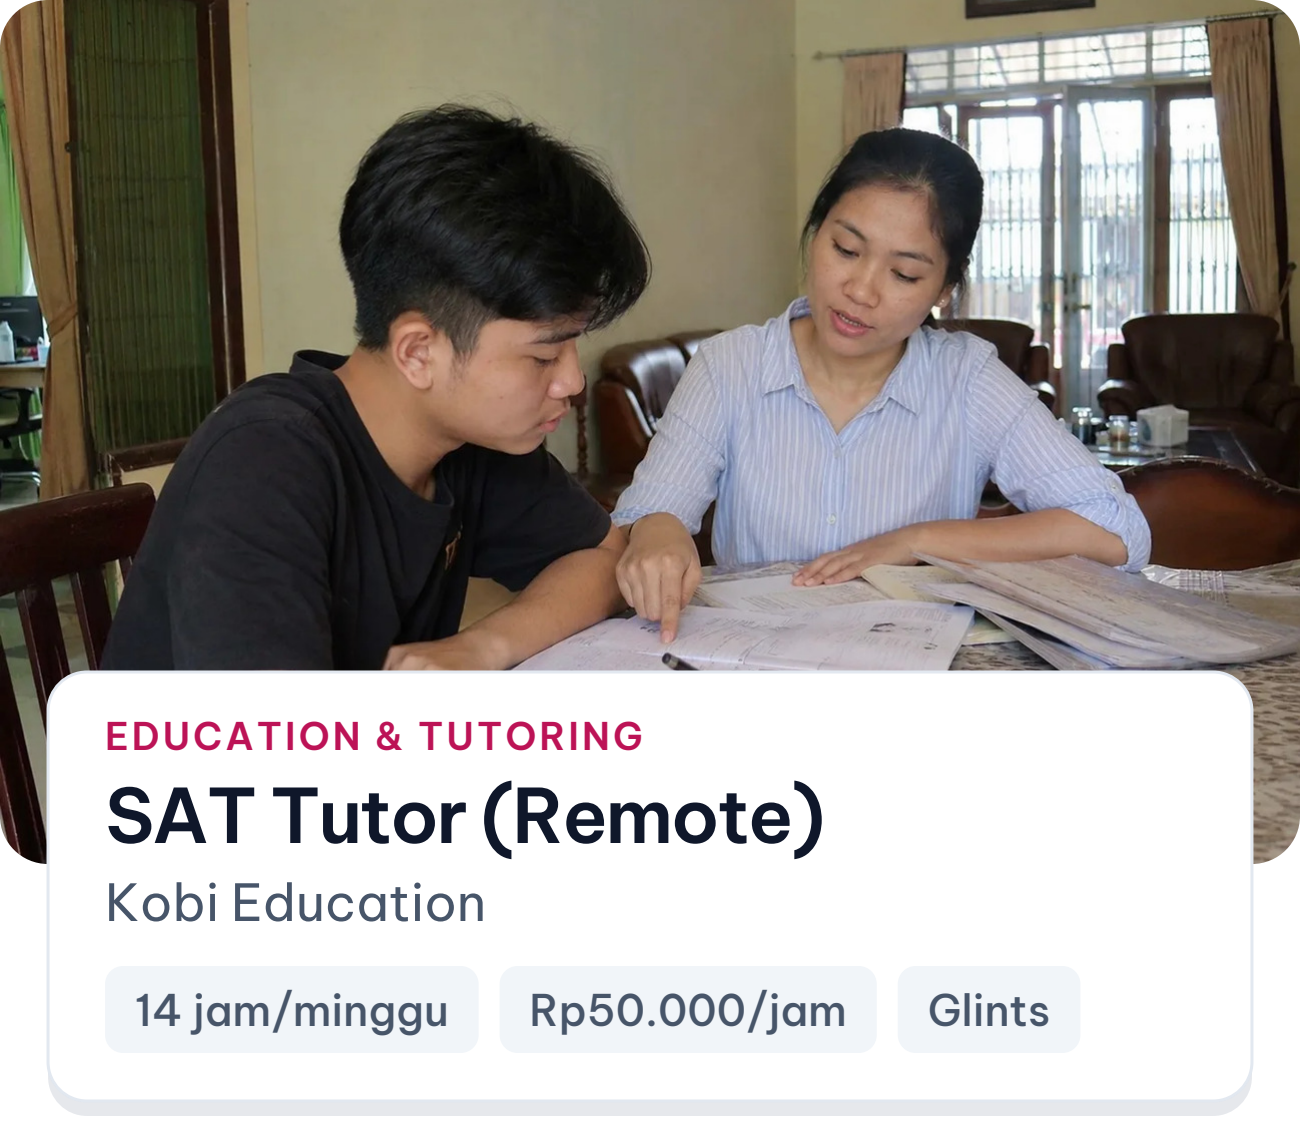 EDUCATION & TUTORING
SAT Tutor (Remote)
Kobi Education
14 jam/minggu Rp50.000/jam Glints